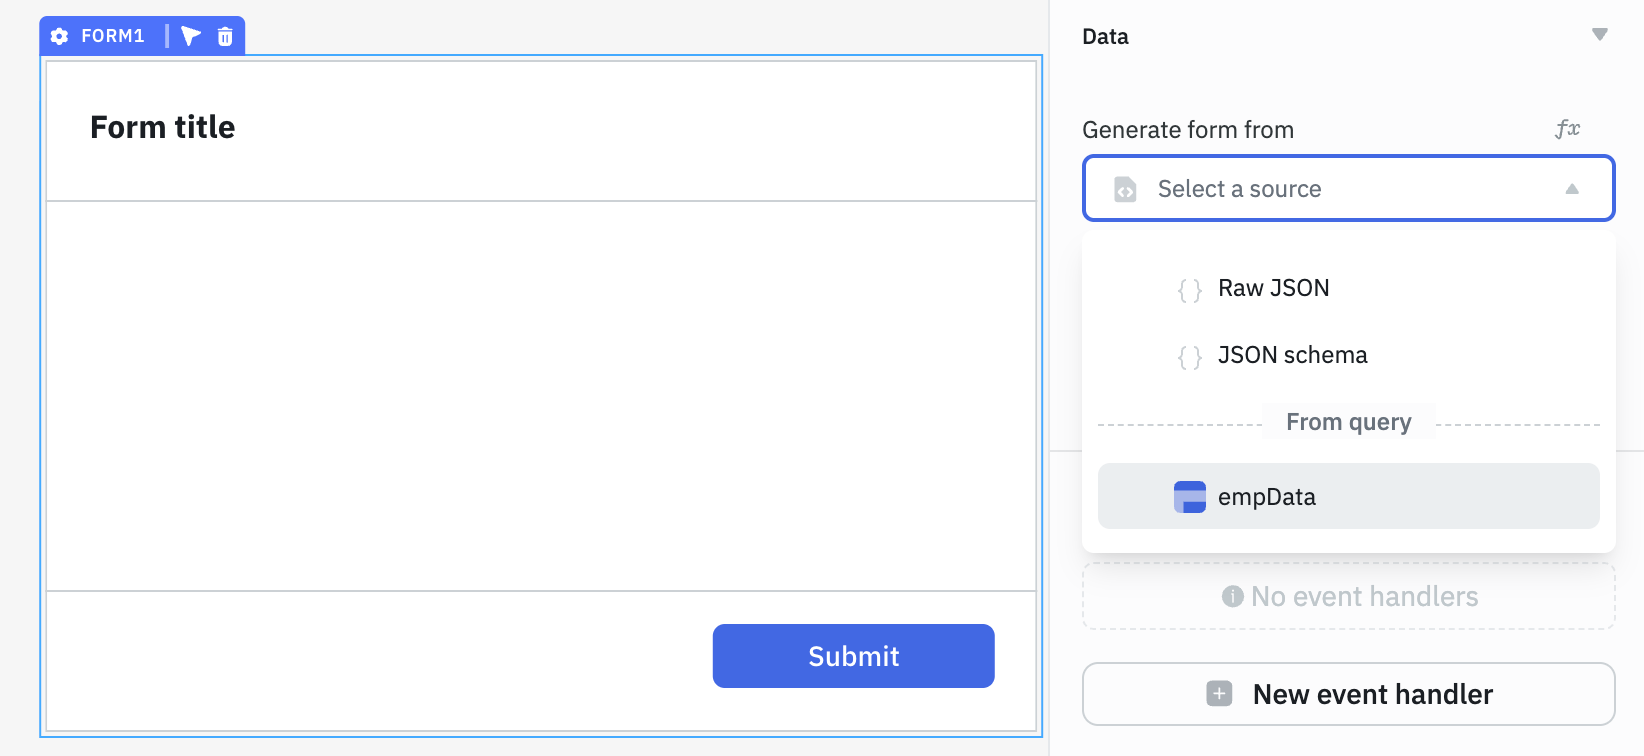 FORM1
Form title
Submit
Data
Generate form from
fx
Select a source
{ } Raw JSON
{ } JSON schema
From query
empData
No event handlers
New event handler